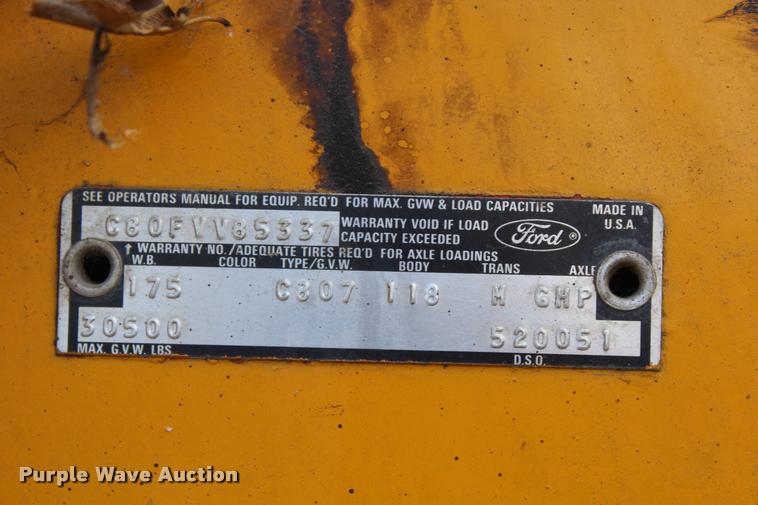 SEE OPERATORS MANUAL FOR EQUIP. REQ'D FOR MAX. GVW & LOAD CAPACITIES
MADE IN U.S.A.
C80FVV85337
WARRANTY VOID IF LOAD CAPACITY EXCEEDED
Ford ®
† WARRANTY NO./ADEQUATE TIRES REQ'D FOR AXLE LOADINGS
W.B. COLOR TYPE/G.V.W. BODY TRANS AXLE
175 C807 118 M GHP
30500 520051
MAX. G.V.W. LBS. D.S.O.
Purple Wave Auction